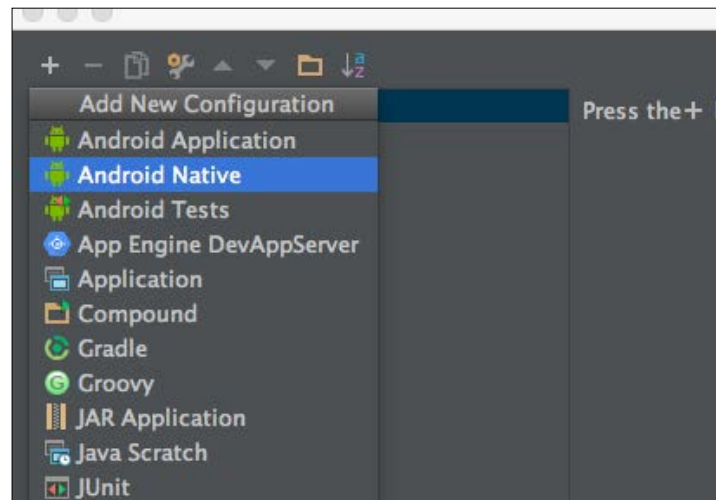 Add New Configuration
Press the+
Android Application
Android Native
Android Tests
App Engine DevAppServer
Application
Compound
Gradle
Groovy
JAR Application
Java Scratch
JUnit